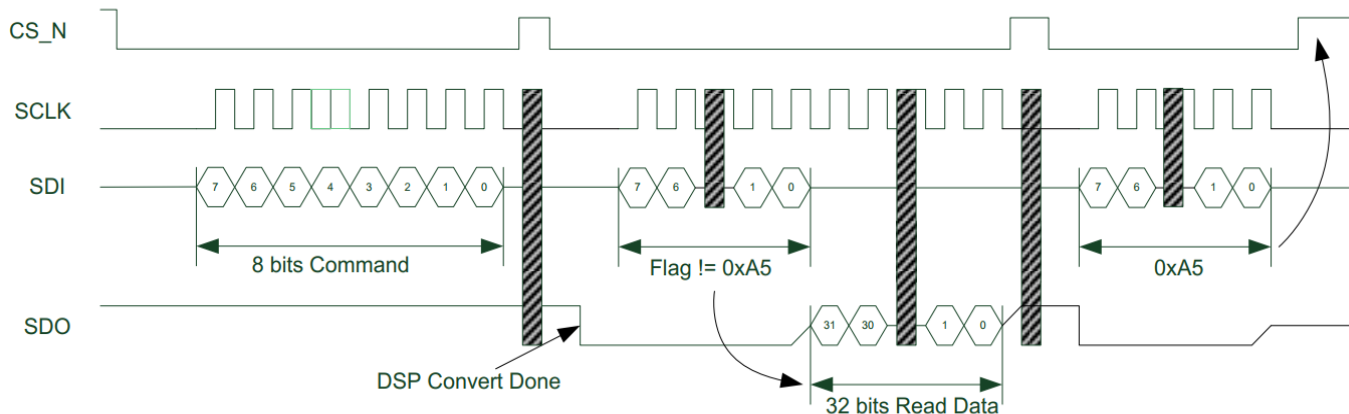 CS_N
SCLK
SDI
7 6 5 4 3 2 1 0
7 6 1 0
7 6 1 0
8 bits Command
Flag != 0xA5
0xA5
SDO
31 30 1 0
DSP Convert Done
32 bits Read Data